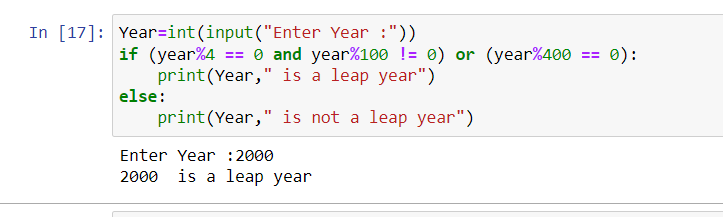 In [17]: Year=int(input("Enter Year :"))
if (year%4 == 0 and year%100 != 0) or (year%400 == 0):
    print(Year," is a leap year")
else:
    print(Year," is not a leap year")
Enter Year :2000
2000  is a leap year